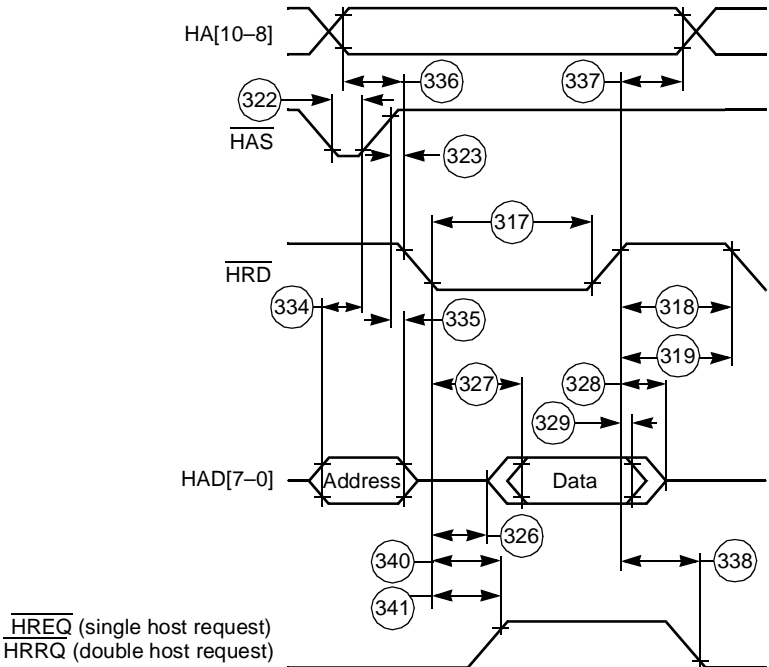 HA[10–8]
336
337
322
HAS
323
317
HRD
334
335
318
319
327
328
329
HAD[7–0]
Address
Data
326
340
338
341
HREQ (single host request)
HRRQ (double host request)